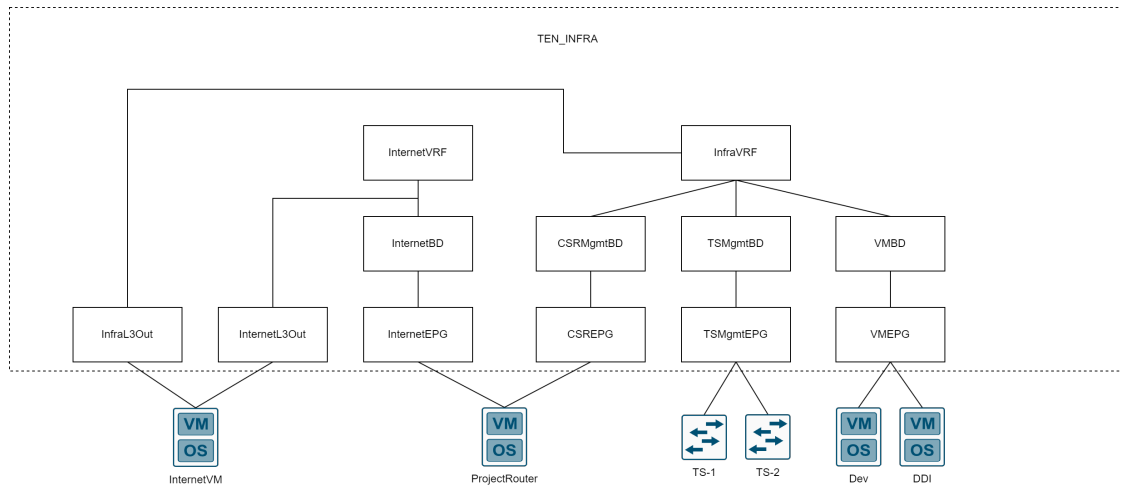 TEN_INFRA
InternetVRF
InfraVRF
InternetBD
CSRMgmtBD
TSMgmtBD
VMBD
InfraL3Out
InternetL3Out
InternetEPG
CSREPG
TSMgmtEPG
VMEPG
VM
OS
InternetVM
VM
OS
ProjectRouter
TS-1
TS-2
VM
OS
Dev
VM
OS
DDI